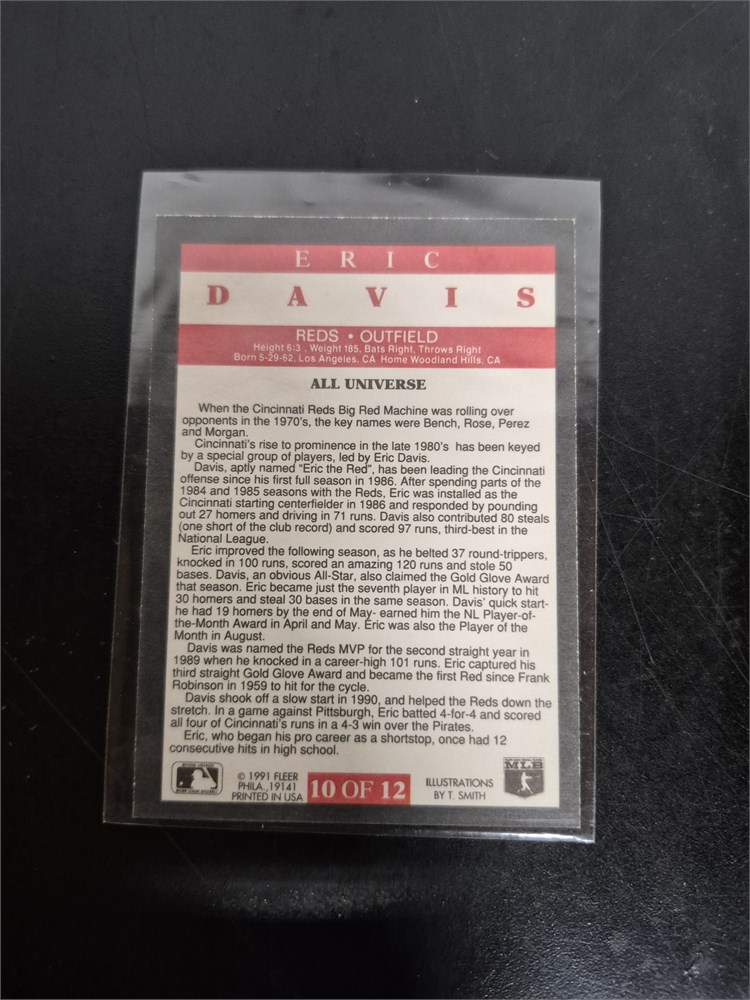 ERIC
DAVIS
REDS • OUTFIELD
Height 6:3 , Weight 185, Bats Right, Throws Right
Born 5-29-62, Los Angeles, CA Home Woodland Hills, CA
ALL UNIVERSE
When the Cincinnati Reds Big Red Machine was rolling over
opponents in the 1970's, the key names were Bench, Rose, Perez
and Morgan.
Cincinnati's rise to prominence in the late 1980's has been keyed
by a special group of players, led by Eric Davis.
Davis, aptly named "Eric the Red", has been leading the Cincinnati
offense since his first full season in 1986. After spending parts of the
1984 and 1985 seasons with the Reds, Eric was installed as the
Cincinnati starting centerfielder in 1986 and responded by pounding
out 27 homers and driving in 71 runs. Davis also contributed 80 steals
(one short of the club record) and scored 97 runs, third-best in the
National League.
Eric improved the following season, as he belted 37 round-trippers,
knocked in 100 runs, scored an amazing 120 runs and stole 50
bases. Davis, an obvious All-Star, also claimed the Gold Glove Award
that season. Eric became just the seventh player in ML history to hit
30 homers and steal 30 bases in the same season. Davis' quick start-
he had 19 homers by the end of May- earned him the NL Player-of-
the-Month Award in April and May. Eric was also the Player of the
Month in August.
Davis was named the Reds MVP for the second straight year in
1989 when he knocked in a career-high 101 runs. Eric captured his
third straight Gold Glove Award and became the first Red since Frank
Robinson in 1959 to hit for the cycle.
Davis shook off a slow start in 1990, and helped the Reds down the
stretch. In a game against Pittsburgh, Eric batted 4-for-4 and scored
all four of Cincinnati's runs in a 4-3 win over the Pirates.
Eric, who began his pro career as a shortstop, once had 12
consecutive hits in high school.
© 1991 FLEER
PHILA.,19141
PRINTED IN USA
10 OF 12
ILLUSTRATIONS
BY T. SMITH
MLB